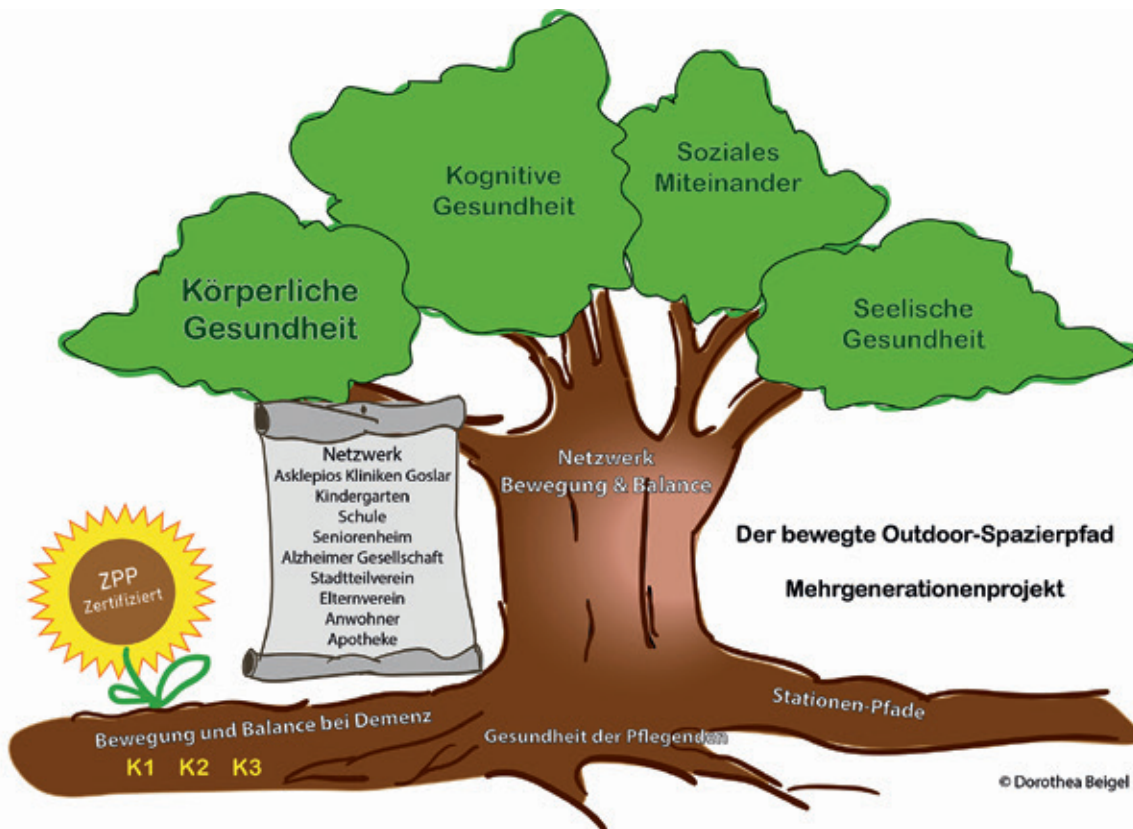 Kognitive
Gesundheit
Soziales
Miteinander
Körperliche
Gesundheit
Seelische
Gesundheit
Netzwerk
Asklepios Kliniken Goslar
Kindergarten
Schule
Seniorenheim
Alzheimer Gesellschaft
Stadtteilverein
Elternverein
Anwohner
Apotheke
Netzwerk
Bewegung & Balance
Der bewegte Outdoor-Spazierpfad
Mehrgenerationenprojekt
ZPP
Zertifiziert
Bewegung und Balance bei Demenz
K1 K2 K3
Gesundheit der Pflegenden
Stationen-Pfade
© Dorothea Beigel